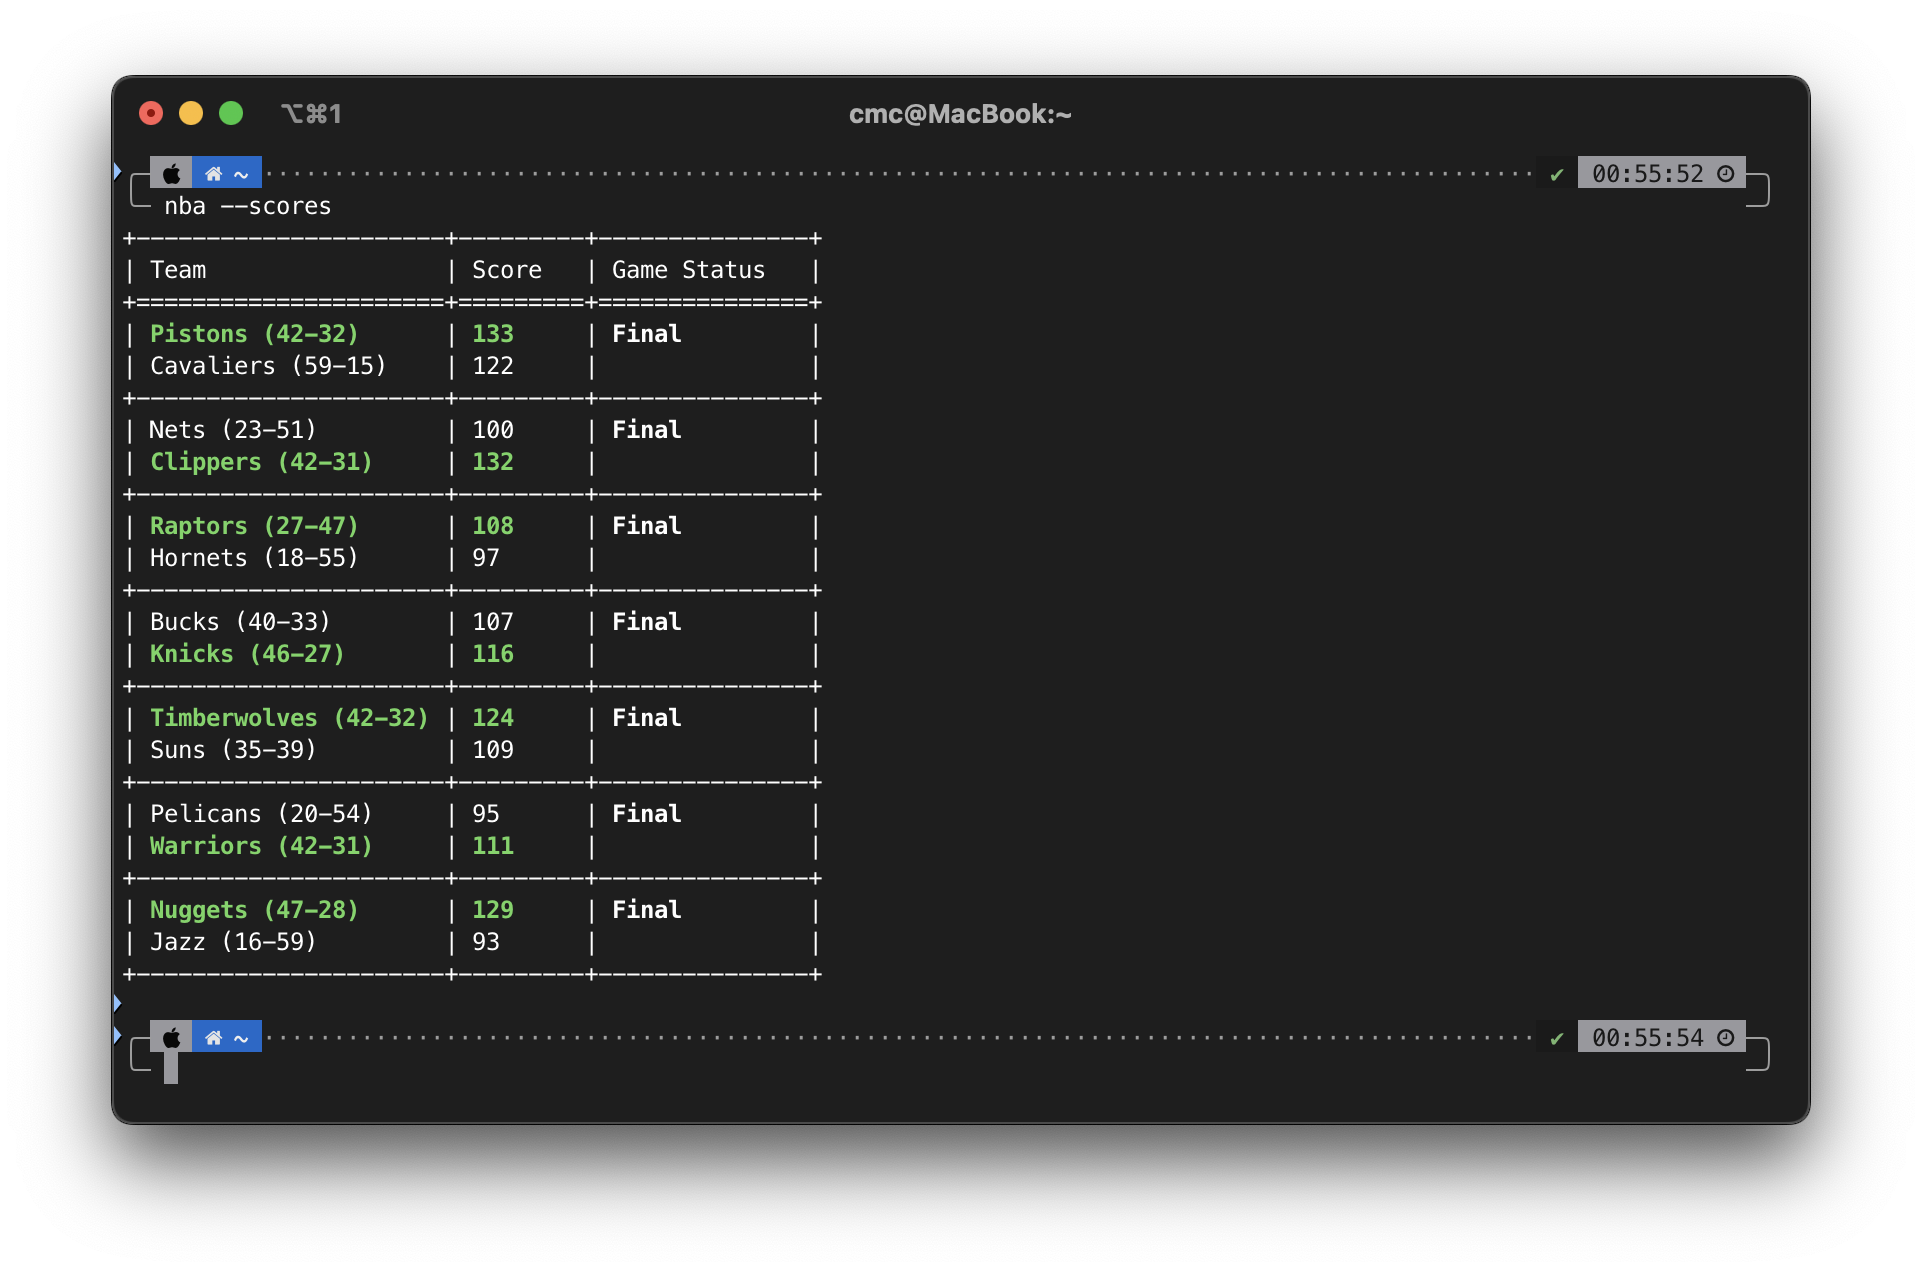 ⌥⌘1 cmc@MacBook:~
~ ✔ 00:55:52
nba --scores
+----------------------+---------+---------------+
| Team                 | Score   | Game Status   |
+======================+=========+===============+
| Pistons (42-32)      | 133     | Final         |
| Cavaliers (59-15)    | 122     |               |
+----------------------+---------+---------------+
| Nets (23-51)         | 100     | Final         |
| Clippers (42-31)     | 132     |               |
+----------------------+---------+---------------+
| Raptors (27-47)      | 108     | Final         |
| Hornets (18-55)      | 97      |               |
+----------------------+---------+---------------+
| Bucks (40-33)        | 107     | Final         |
| Knicks (46-27)       | 116     |               |
+----------------------+---------+---------------+
| Timberwolves (42-32) | 124     | Final         |
| Suns (35-39)         | 109     |               |
+----------------------+---------+---------------+
| Pelicans (20-54)     | 95      | Final         |
| Warriors (42-31)     | 111     |               |
+----------------------+---------+---------------+
| Nuggets (47-28)      | 129     | Final         |
| Jazz (16-59)         | 93      |               |
+----------------------+---------+---------------+
~ ✔ 00:55:54